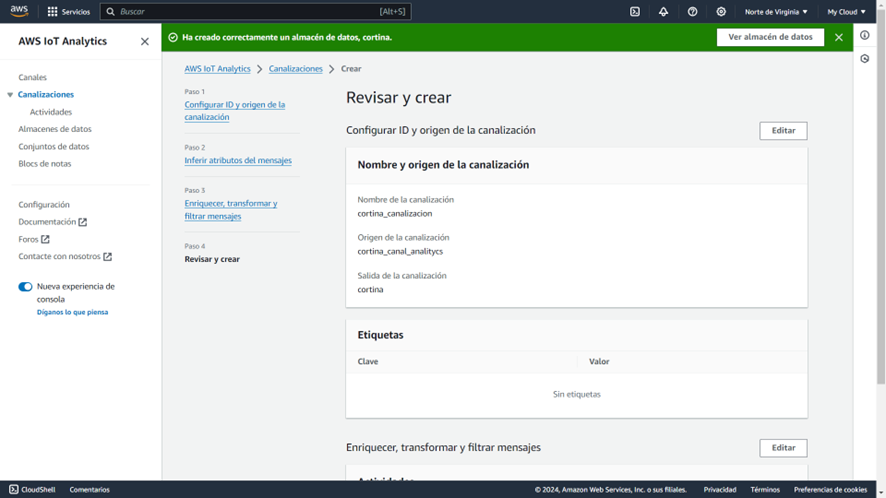 aws
Servicios
Buscar
[Alt+S]
Norte de Virginia
My Cloud
AWS IoT Analytics
Canales
Canalizaciones
Actividades
Almacenes de datos
Conjuntos de datos
Blocs de notas
Configuración
Documentación
Foros
Contacte con nosotros
Nueva experiencia de
consola
Díganos lo que piensa
Ha creado correctamente un almacén de datos, cortina.
Ver almacén de datos
AWS IoT Analytics > Canalizaciones > Crear
Paso 1
Configurar ID y origen de la
canalización
Paso 2
Inferir atributos del mensajes
Paso 3
Enriquecer, transformar y
filtrar mensajes
Paso 4
Revisar y crear
Revisar y crear
Configurar ID y origen de la canalización
Editar
Nombre y origen de la canalización
Nombre de la canalización
cortina_canalizacion
Origen de la canalización
cortina_canal_analitycs
Salida de la canalización
cortina
Etiquetas
Clave
Valor
Sin etiquetas
Enriquecer, transformar y filtrar mensajes
Editar
Actividades
CloudShell
Comentarios
© 2024, Amazon Web Services, Inc. o sus filiales.
Privacidad
Términos
Preferencias de cookies